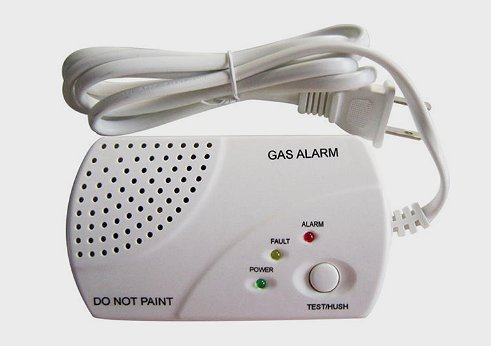 GAS ALARM
ALARM
FAULT
POWER
DO NOT PAINT
TEST/HUSH